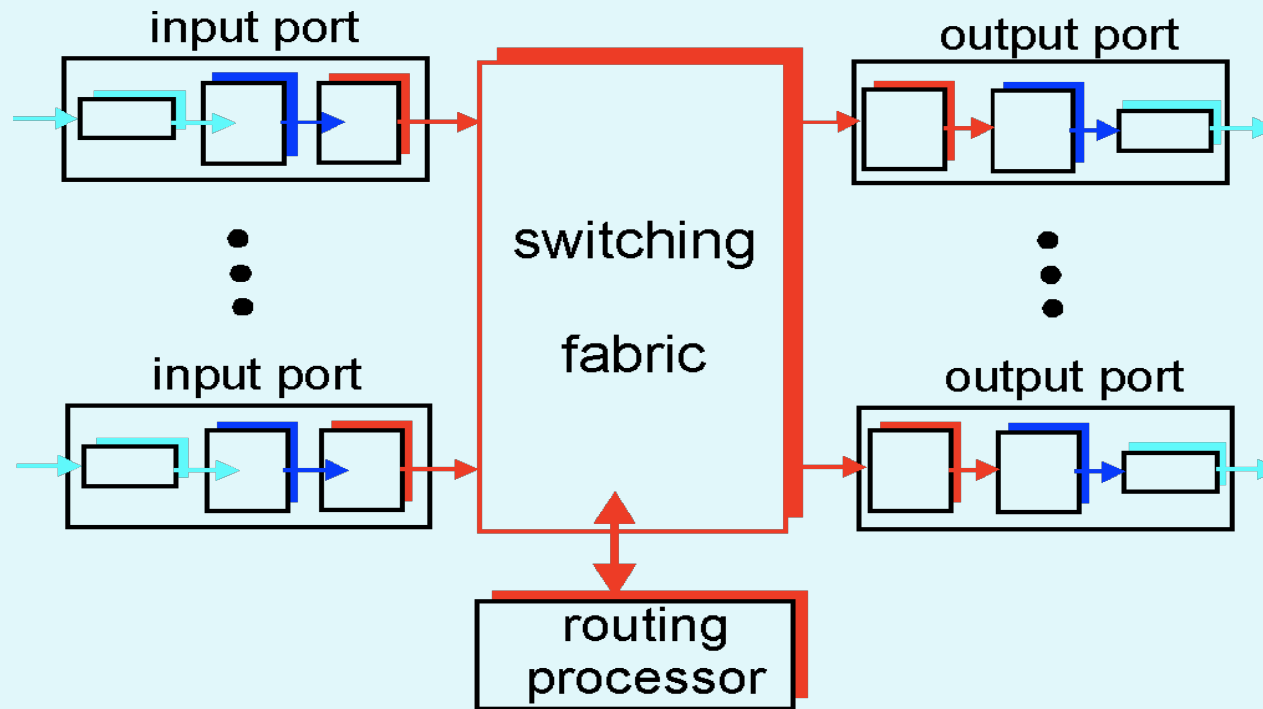 input port
output port
switching
fabric
input port
output port
routing
processor